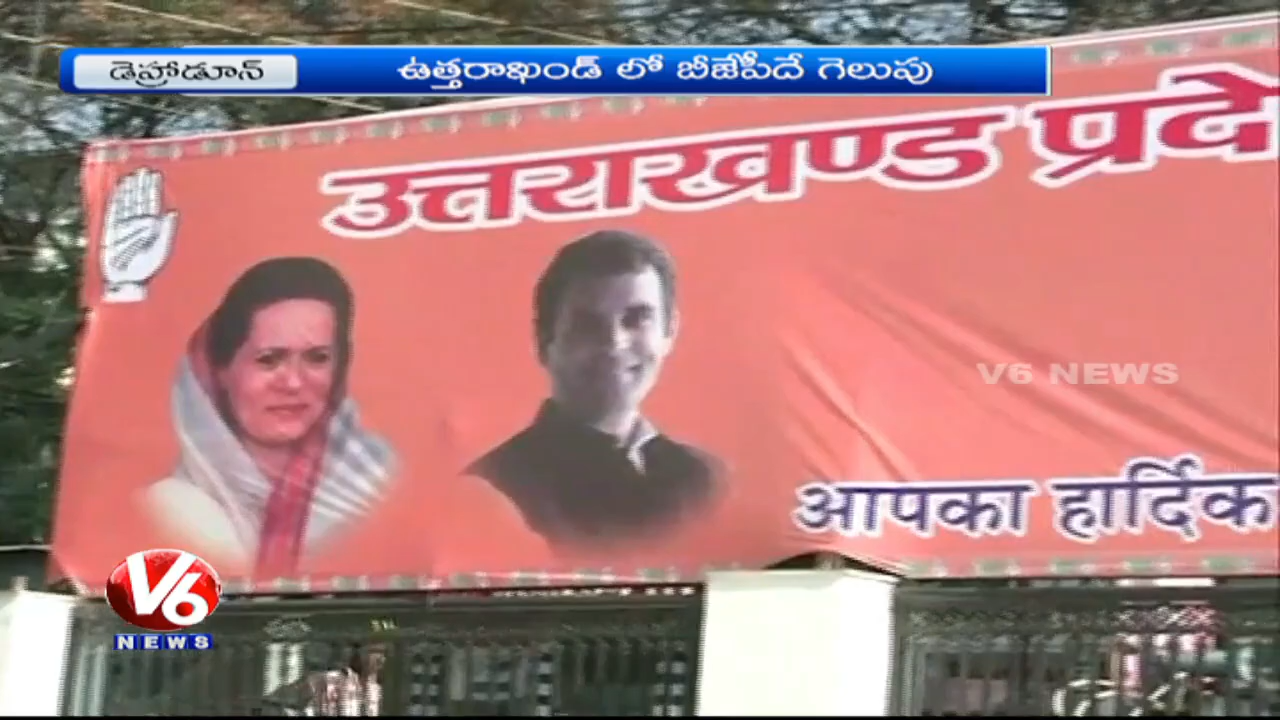 డెహ్రాడూన్
ఉత్తరాఖండ్ లో బీజేపీదే గెలుపు
उत्तराखण्ड प्रदे
V6 NEWS
आपका हार्दिक
V6
NEWS